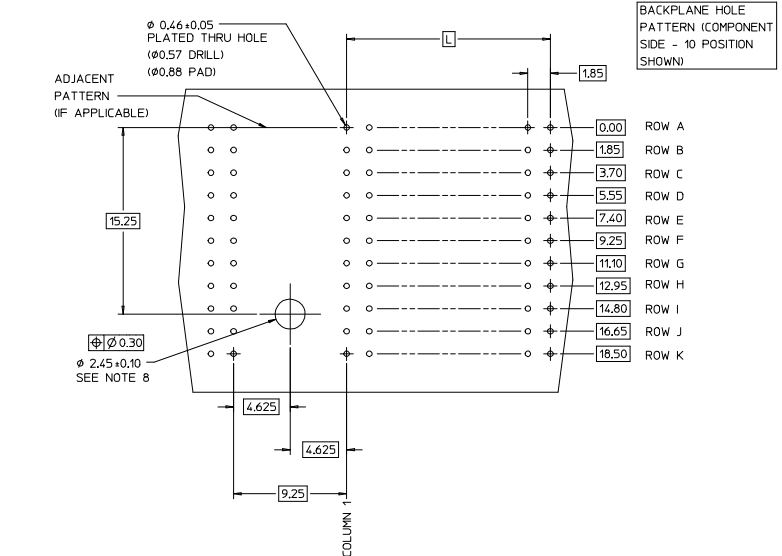 BACKPLANE HOLE
PATTERN (COMPONENT
SIDE - 10 POSITION
SHOWN)
Ø 0.46±0.05
PLATED THRU HOLE
(Ø0.57 DRILL)
(Ø0.88 PAD)
L
1.85
ADJACENT
PATTERN
(IF APPLICABLE)
0.00 ROW A
1.85 ROW B
3.70 ROW C
5.55 ROW D
7.40 ROW E
15.25
9.25 ROW F
11.10 ROW G
12.95 ROW H
14.80 ROW I
16.65 ROW J
18.50 ROW K
⌖ Ø 0.30
Ø 2.45±0.10
SEE NOTE 8
4.625
4.625
9.25
COLUMN 1